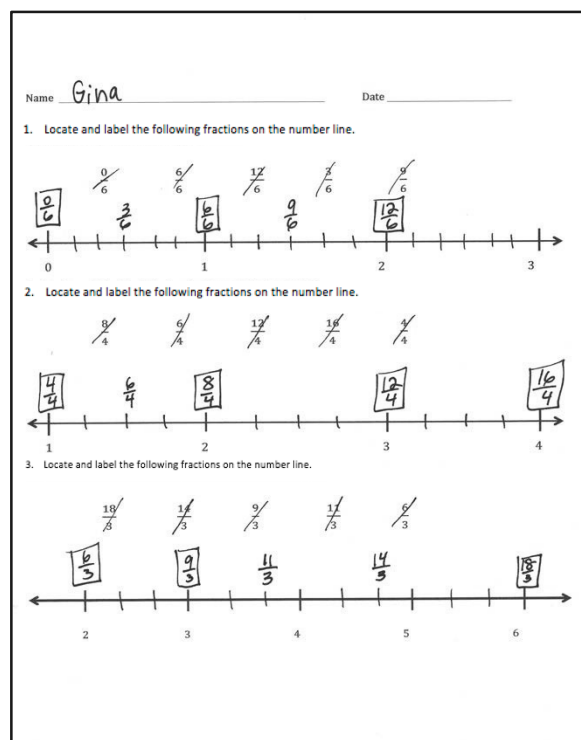 Name Gina Date
1. Locate and label the following fractions on the number line.
0/6 6/6 12/6 3/6 9/6
0/6 3/6 6/6 9/6 12/6
0 1 2 3
2. Locate and label the following fractions on the number line.
8/4 6/4 12/4 16/4 4/4
4/4 6/4 8/4 12/4 16/4
1 2 3 4
3. Locate and label the following fractions on the number line.
18/3 14/3 9/3 11/3 6/3
6/3 9/3 11/3 14/3 18/3
2 3 4 5 6